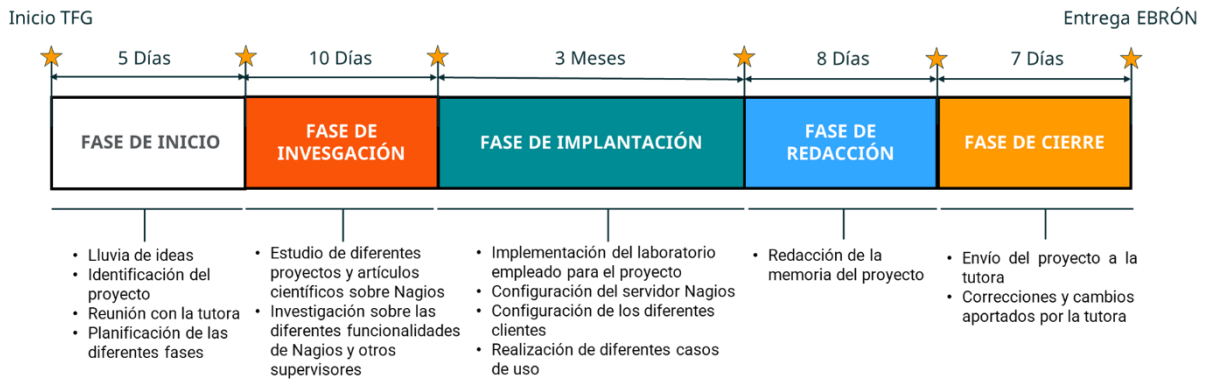 Inicio TFG
Entrega EBRÓN
5 Días
10 Días
3 Meses
8 Días
7 Días
FASE DE INICIO
FASE DE
INVESGACIÓN
FASE DE IMPLANTACIÓN
FASE DE
REDACCIÓN
FASE DE CIERRE
• Lluvia de ideas
• Identificación del
proyecto
• Reunión con la tutora
• Planificación de las
diferentes fases
• Estudio de diferentes
proyectos y artículos
científicos sobre Nagios
• Investigación sobre las
diferentes funcionalidades
de Nagios y otros
supervisores
• Implementación del laboratorio
empleado para el proyecto
• Configuración del servidor Nagios
• Configuración de los diferentes
clientes
• Realización de diferentes casos
de uso
• Redacción de la
memoria del proyecto
• Envío del proyecto a la
tutora
• Correcciones y cambios
aportados por la tutora